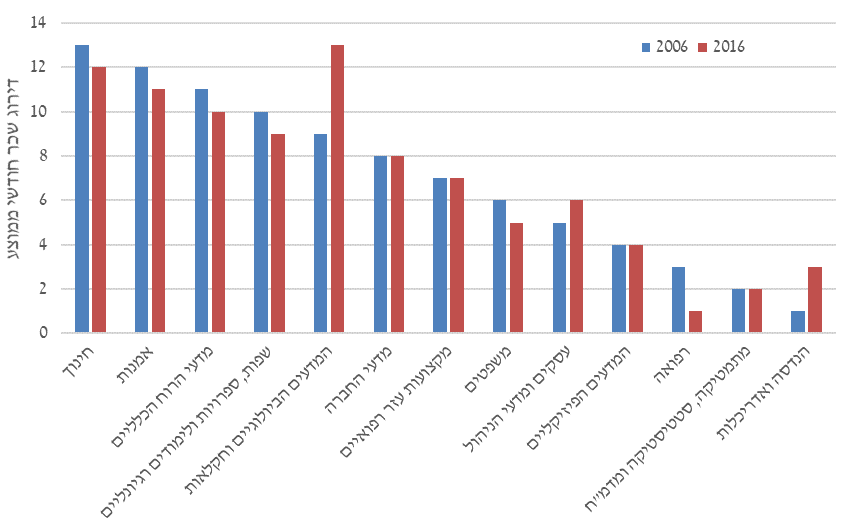 14
12
10
8
6
4
2
0
דירוג שכר חודשי ממוצע
2006
2016
חינוך
אמנות
מדעי הרוח הכלליים
שפות, ספרויות ולימודים רגיונליים
המדעים הביולוגיים וחקלאות
מדעי החברה
מקצועות עזר רפואיים
משפטים
עסקים ומדעי הניהול
המדעים הפיזיקליים
רפואה
מתמטיקה, סטטיסטיקה ומדמ"ח
הנדסה ואדריכלות